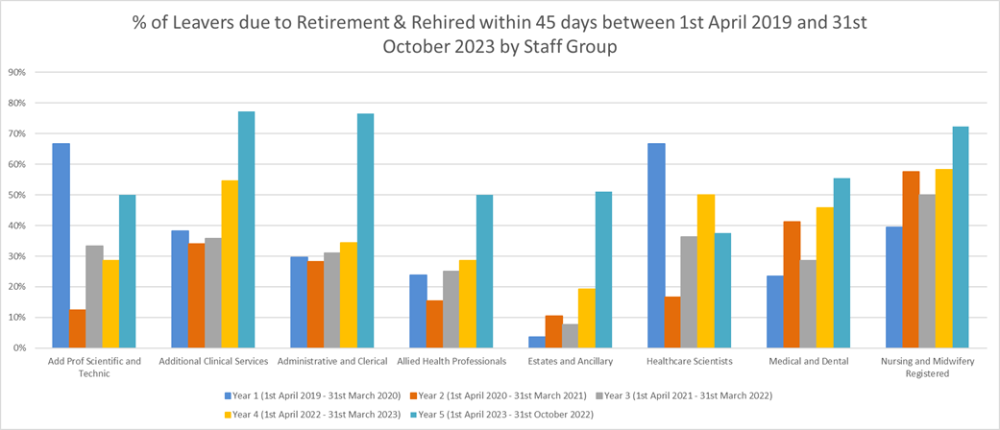 % of Leavers due to Retirement & Rehired within 45 days between 1st April 2019 and 31st
October 2023 by Staff Group
90%
80%
70%
60%
50%
40%
30%
20%
10%
0%
Add Prof Scientific and
Technic
Additional Clinical Services
Administrative and Clerical
Allied Health Professionals
Estates and Ancillary
Healthcare Scientists
Medical and Dental
Nursing and Midwifery
Registered
Year 1 (1st April 2019 - 31st March 2020)
Year 2 (1st April 2020 - 31st March 2021)
Year 3 (1st April 2021 - 31st March 2022)
Year 4 (1st April 2022 - 31st March 2023)
Year 5 (1st April 2023 - 31st October 2022)